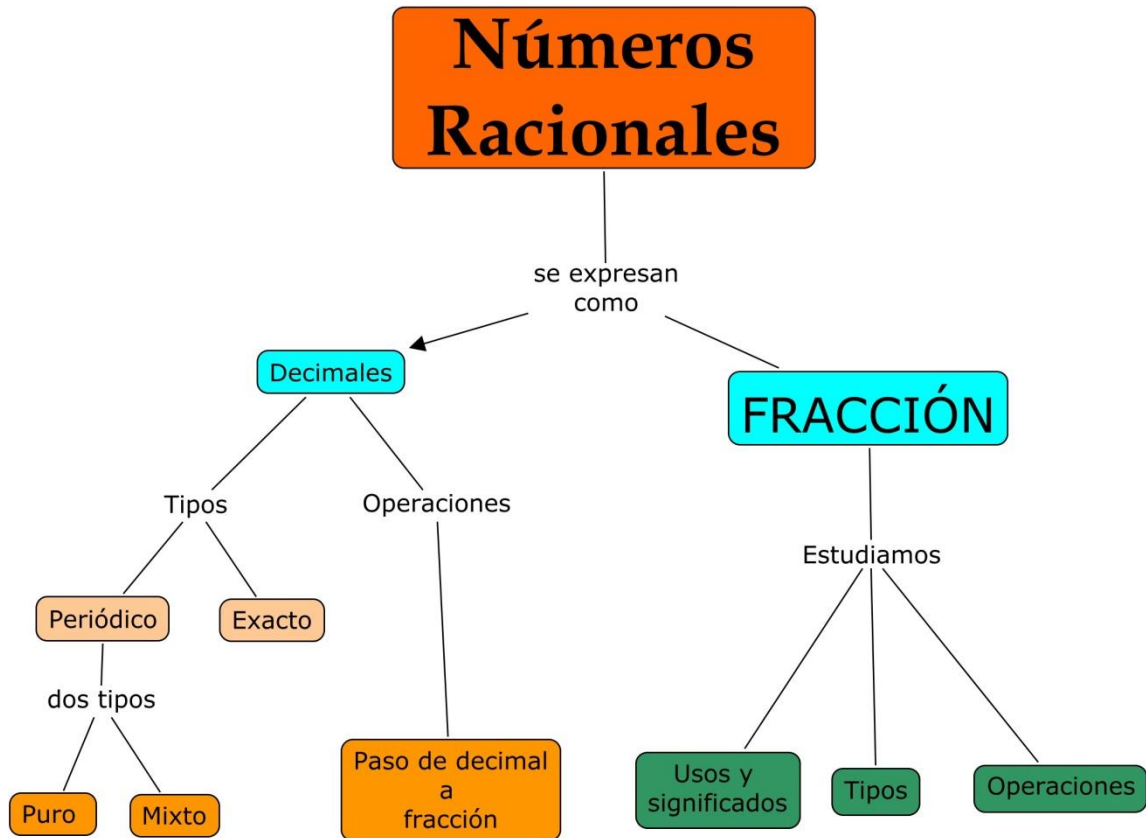 Números
Racionales
se expresan
como
Decimales
FRACCIÓN
Tipos
Operaciones
Estudiamos
Periódico
Exacto
dos tipos
Puro
Mixto
Paso de decimal
a
fracción
Usos y
significados
Tipos
Operaciones